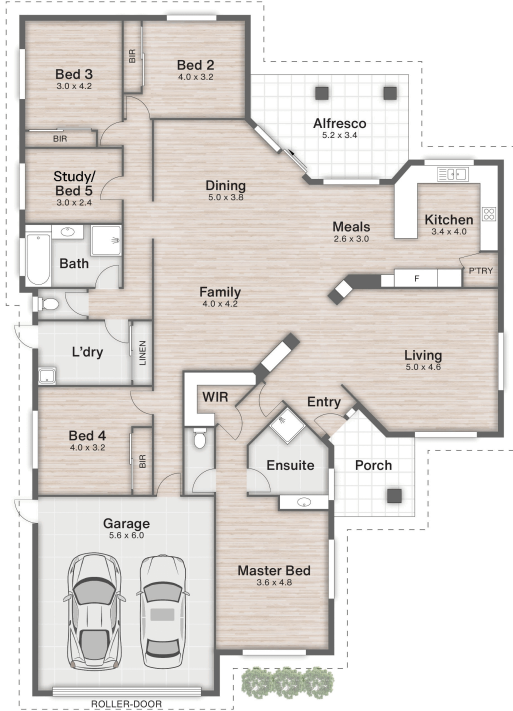 Bed 3
3.0 x 4.2
BIR
Bed 2
4.0 x 3.2
BIR
Alfresco
5.2 x 3.4
Study/
Bed 5
3.0 x 2.4
Dining
5.0 x 3.8
Meals
2.6 x 3.0
Kitchen
3.4 x 4.0
P'TRY
F
Bath
Family
4.0 x 4.2
L'dry
LINEN
Living
5.0 x 4.6
WIR
Entry
Bed 4
4.0 x 3.2
BIR
Ensuite
Porch
Garage
5.6 x 6.0
Master Bed
3.6 x 4.8
ROLLER-DOOR